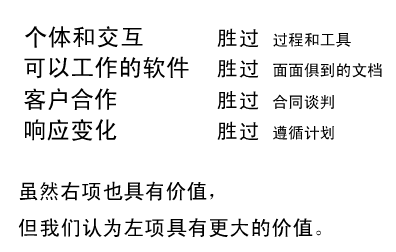 个体和交互 胜过 过程和工具
可以工作的软件 胜过 面面俱到的文档
客户合作 胜过 合同谈判
响应变化 胜过 遵循计划
虽然右项也具有价值，
但我们认为左项具有更大的价值。